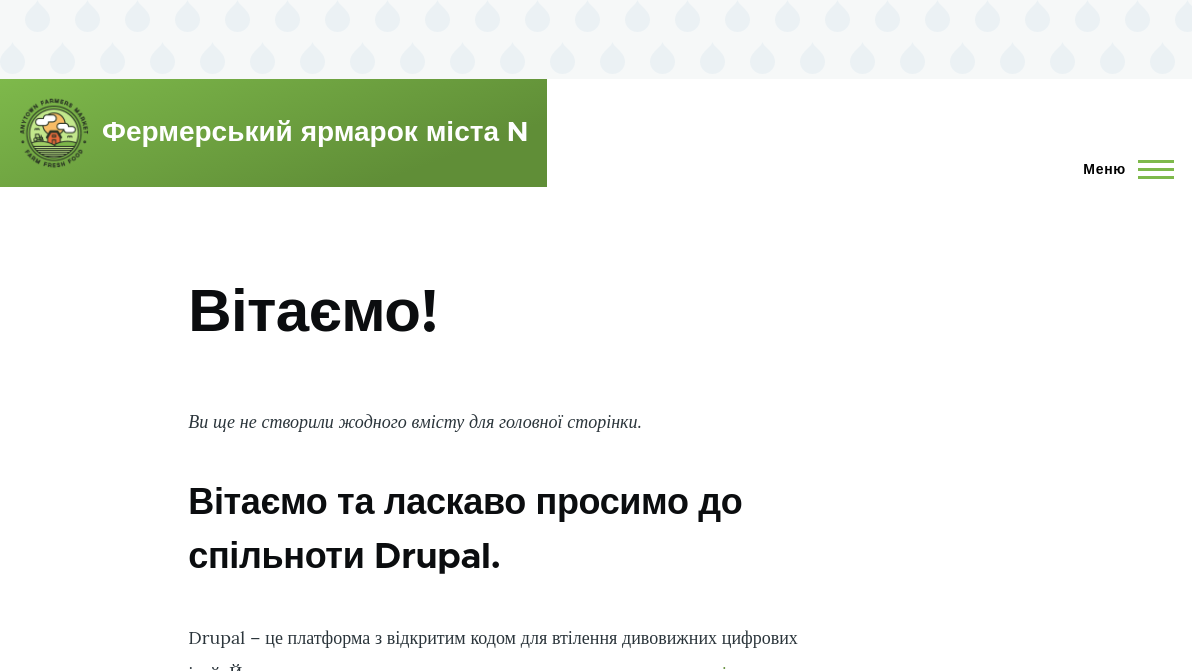 ANYTOWN FARMERS MARKET
FARM FRESH FOOD
Фермерський ярмарок міста N
Меню
Вітаємо!
Ви ще не створили жодного вмісту для головної сторінки.
Вітаємо та ласкаво просимо до
спільноти Drupal.
Drupal – це платформа з відкритим кодом для втілення дивовижних цифрових